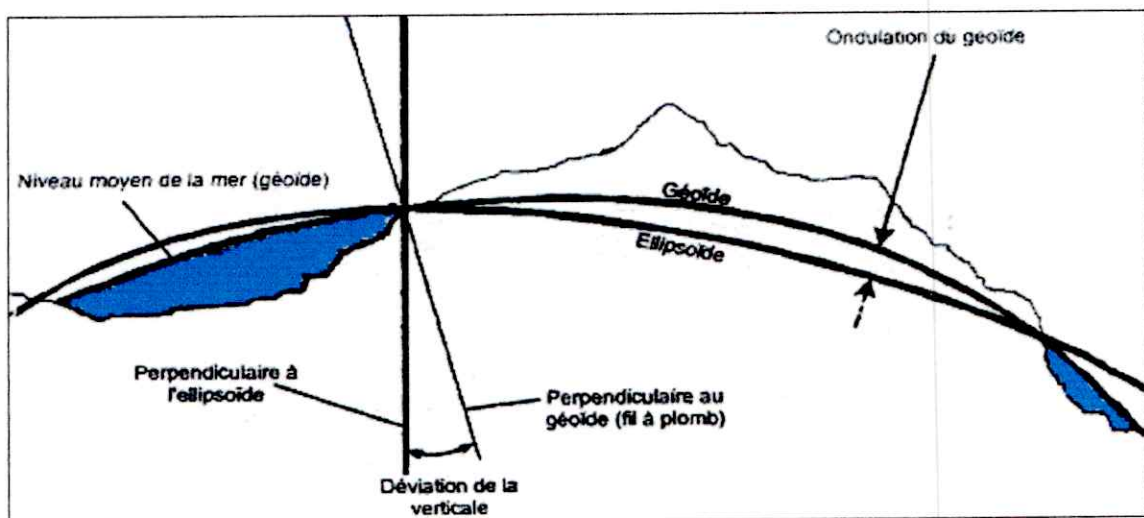 Ondulation du géoïde
Niveau moyen de la mer (géoïde)
Géoïde
Ellipsoïde
Perpendiculaire à
l'ellipsoïde
Perpendiculaire au
géoïde (fil à plomb)
Déviation de la
verticale